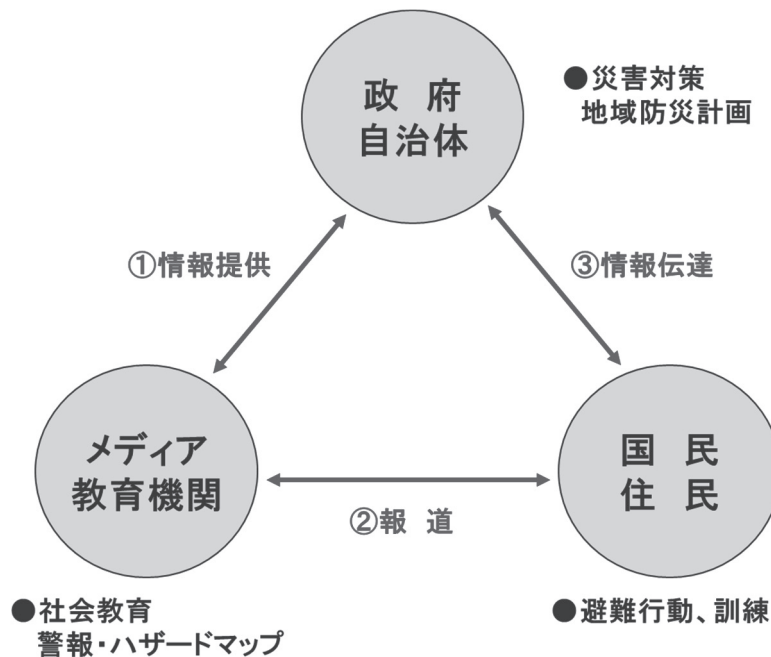 政 府
自治体
●災害対策
地域防災計画
①情報提供
③情報伝達
メディア
教育機関
国 民
住 民
②報 道
●社会教育
警報・ハザードマップ
●避難行動、訓練